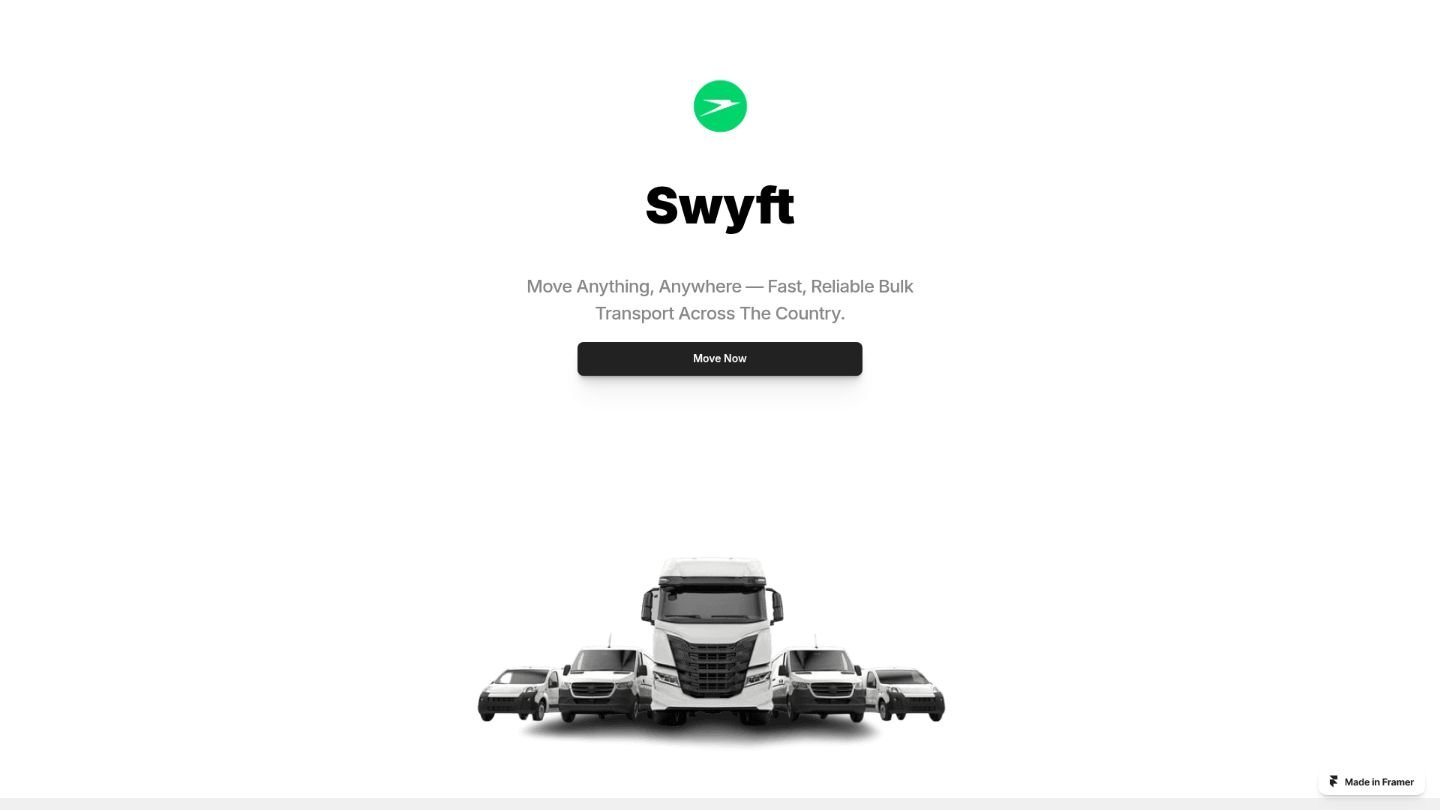 Swyft
Move Anything, Anywhere — Fast, Reliable Bulk
Transport Across The Country.
Move Now
Made in Framer